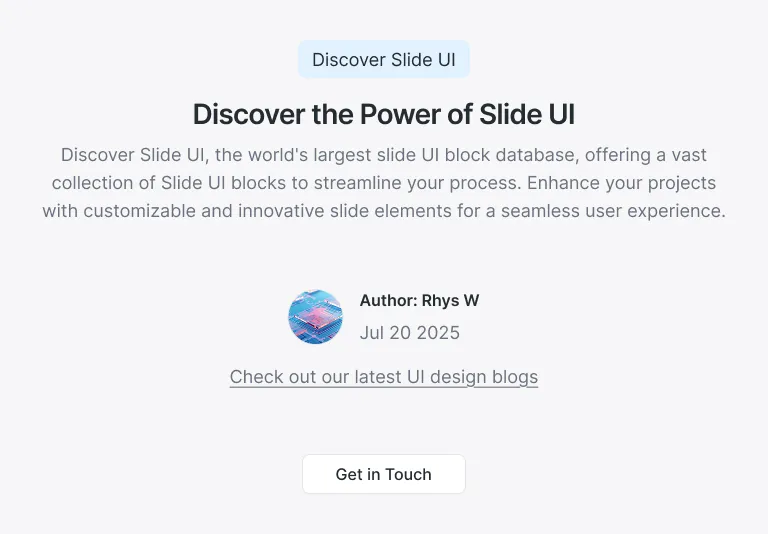 Discover Slide UI
Discover the Power of Slide UI
Discover Slide UI, the world's largest slide UI block database, offering a vast
collection of Slide UI blocks to streamline your process. Enhance your projects
with customizable and innovative slide elements for a seamless user experience.
Author: Rhys W
Jul 20 2025
Check out our latest UI design blogs
Get in Touch